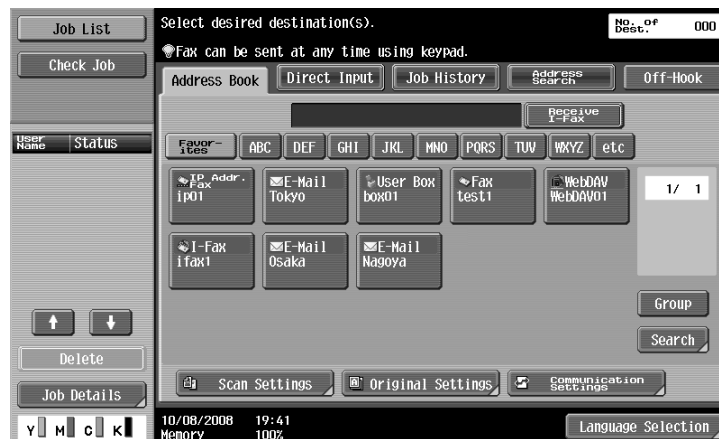 Job List
Check Job
User Name
Status
Delete
Job Details
Y M C K
Select desired destination(s).
Fax can be sent at any time using keypad.
No. of Dest. 000
Address Book
Direct Input
Job History
Address Search
Off-Hook
Receive I-Fax
Favor-ites
ABC
DEF
GHI
JKL
MNO
PQRS
TUV
WXYZ
etc
IP Addr. Fax
ip01
E-Mail
Tokyo
User Box
box01
Fax
test1
WebDAV
WebDAV01
1/ 1
I-Fax
ifax1
E-Mail
Osaka
E-Mail
Nagoya
Group
Search
Scan Settings
Original Settings
Communication Settings
10/08/2008 19:41
Memory 100%
Language Selection